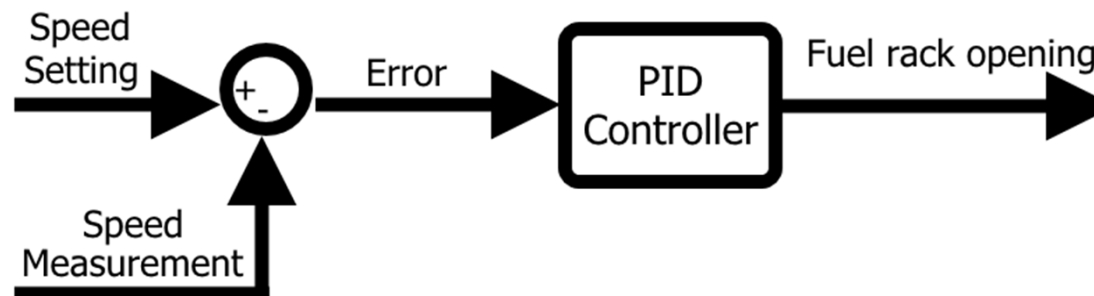 Speed
Setting
+
-
Error
PID
Controller
Fuel rack opening
Speed
Measurement